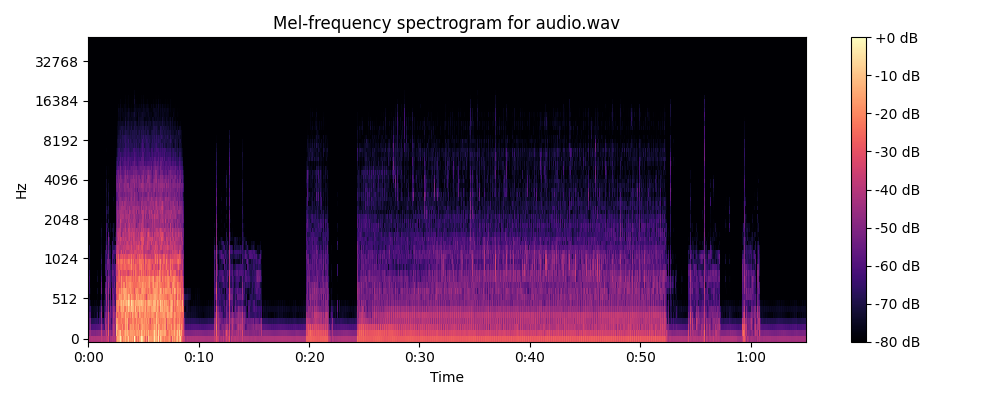 Mel-frequency spectrogram for audio.wav
+0 dB
32768
-10 dB
16384
-20 dB
8192
-30 dB
Hz
4096
-40 dB
2048
-50 dB
1024
-60 dB
512
-70 dB
0
-80 dB
0:00 0:10 0:20 0:30 0:40 0:50 1:00
Time